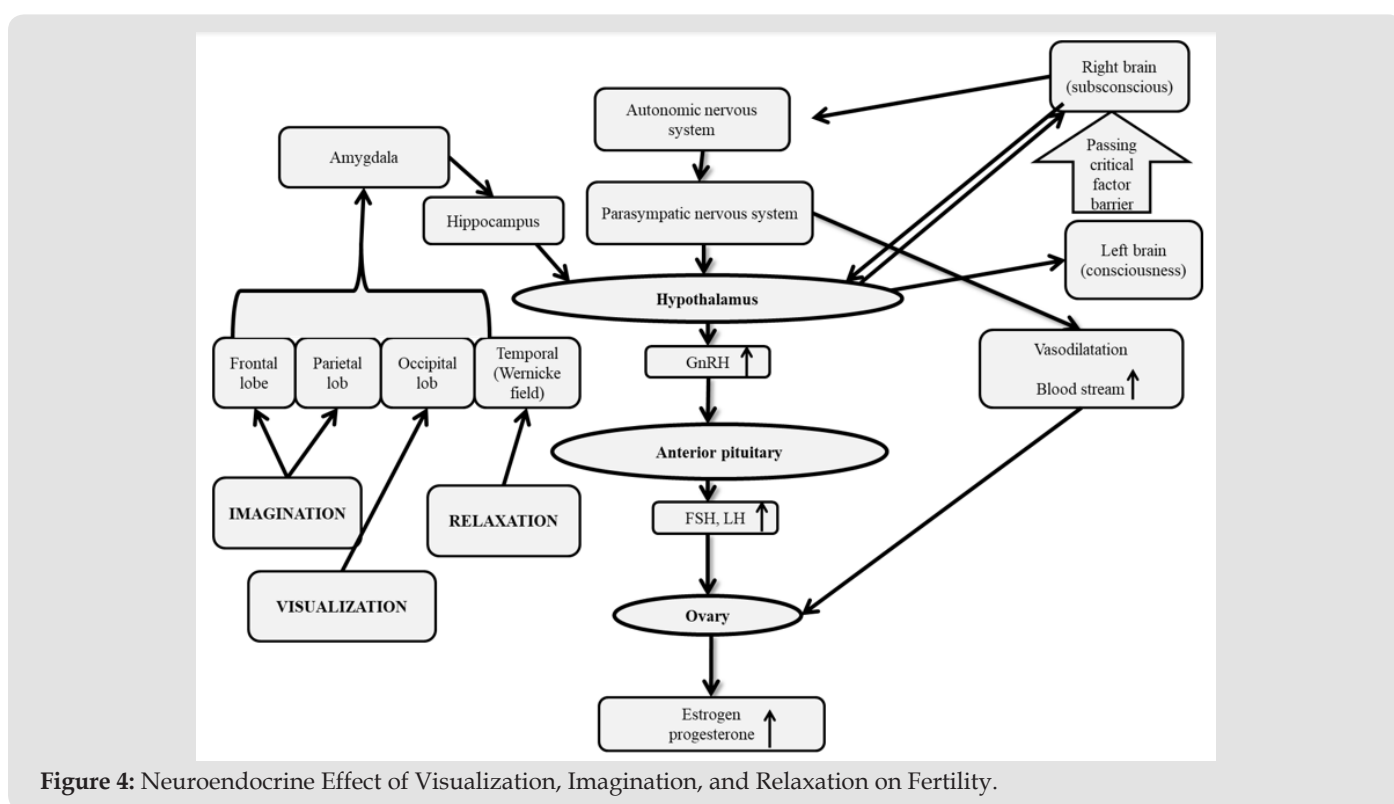 Right brain
(subsconscious)
Autonomic nervous
system
Passing
critical
factor
barrier
Amygdala
Hippocampus
Parasympatic nervous system
Left brain
(consciousness)
Hypothalamus
Frontal
lobe
Parietal
lob
Occipital
lob
Temporal
(Wernicke
field)
GnRH
Vasodilatation
Blood stream
Anterior pituitary
IMAGINATION
RELAXATION
FSH, LH
VISUALIZATION
Ovary
Estrogen
progesterone
Figure 4: Neuroendocrine Effect of Visualization, Imagination, and Relaxation on Fertility.